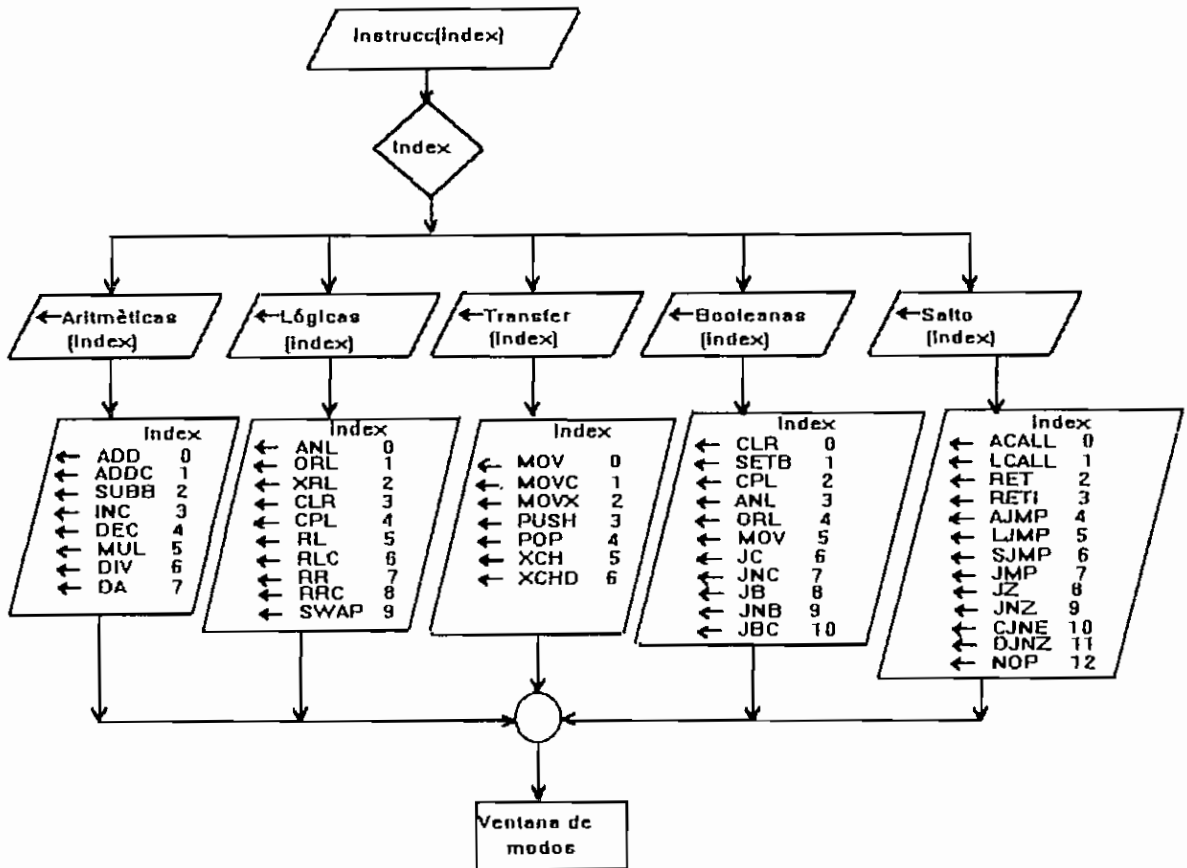 Instrucc(index)
Index
←Aritmèticas
(Index)
←Lógicas
(index)
←Transfer
(Index)
←Booleanas
(index)
←Salto
(Index)
Index
← ADD 0
← ADDC 1
← SUBB 2
← INC 3
← DEC 4
← MUL 5
← DIV 6
← DA 7
Index
← ANL 0
← ORL 1
← XRL 2
← CLR 3
← CPL 4
← RL 5
← RLC 6
← RR 7
← RRC 8
← SWAP 9
Index
← MOV 0
← MOVC 1
← MOVX 2
← PUSH 3
← POP 4
← XCH 5
← XCHD 6
Index
← CLR 0
← SETB 1
← CPL 2
← ANL 3
← ORL 4
← MOV 5
← JC 6
← JNC 7
← JB 8
← JNB 9
← JBC 10
Index
← ACALL 0
← LCALL 1
← RET 2
← RETI 3
← AJMP 4
← LJMP 5
← SJMP 6
← JMP 7
← JZ 8
← JNZ 9
← CJNE 10
← DJNZ 11
← NOP 12
Ventana de
modos